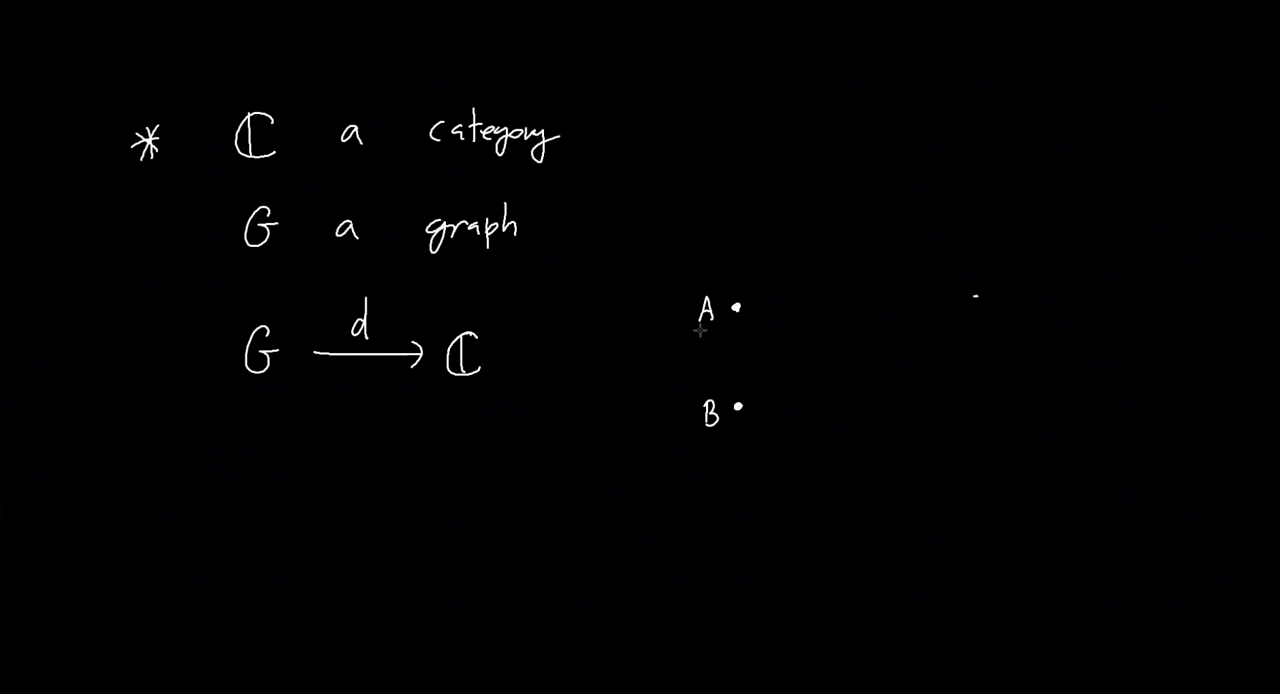 * ℂ a category
G a graph
G d→ ℂ
A •
B •